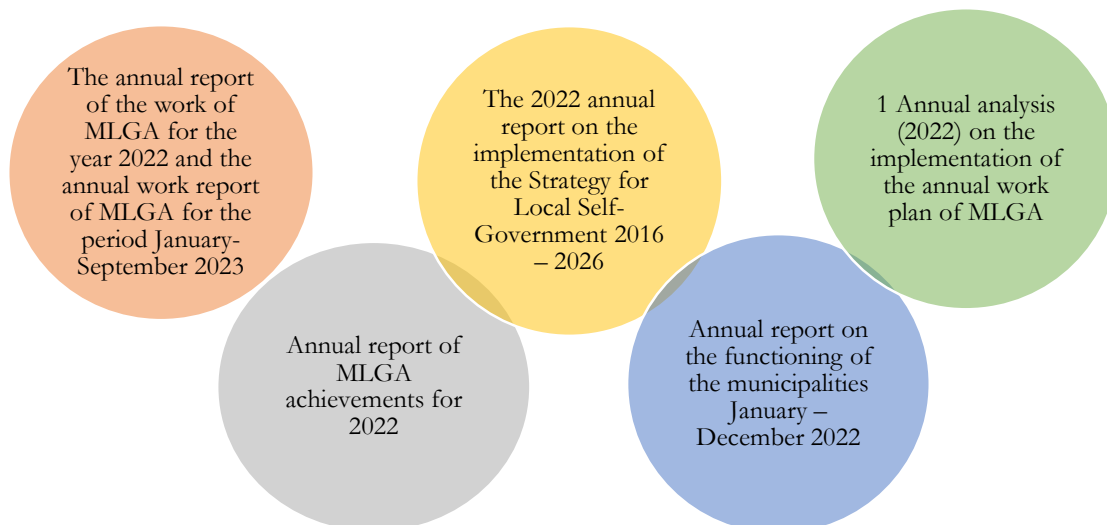 The annual report
of the work of
MLGA for the
year 2022 and the
annual work report
of MLGA for the
period January-
September 2023
Annual report of
MLGA
achievements for
2022
The 2022 annual
report on the
implementation of
the Strategy for
Local Self-
Government 2016
– 2026
Annual report on
the functioning of
the municipalities
January –
December 2022
1 Annual analysis
(2022) on the
implementation of
the annual work
plan of MLGA